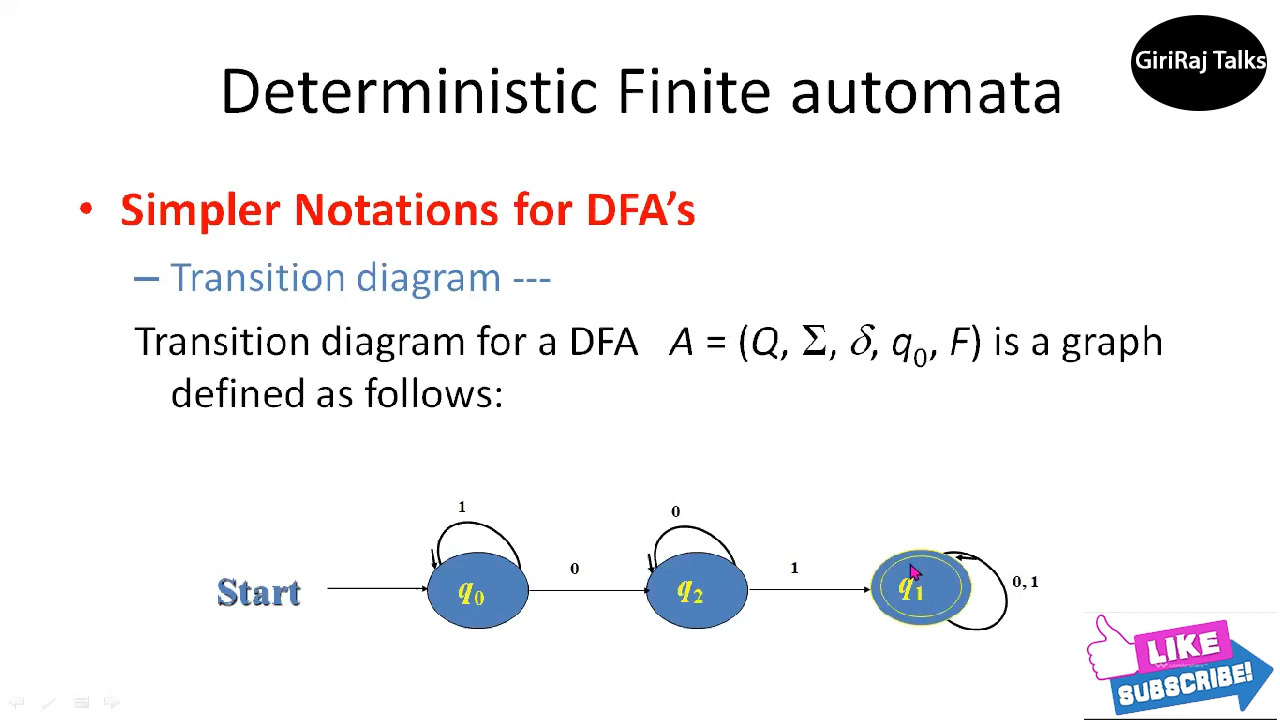 GiriRaj Talks
Deterministic Finite automata
• Simpler Notations for DFA's
– Transition diagram ---
Transition diagram for a DFA A = (Q, Σ, δ, q0, F) is a graph
defined as follows:
1
0
0
1
0, 1
Start
q0
q2
q1
LIKE
SUBSCRIBE!